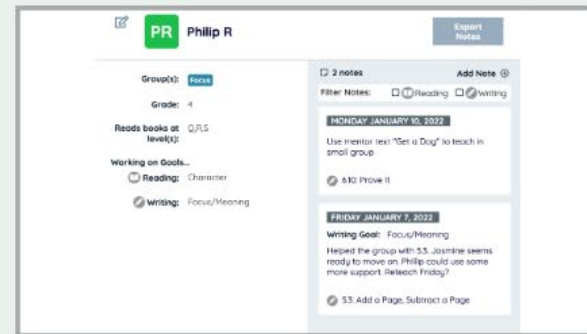 PR Philip R
Export
Notes
Group(s): Focus
Grade: 4
Reads books at Q,R,S
level(s):
Working on Goals...
Reading: Character
Writing: Focus/Meaning
2 notes Add Note
Filter Notes: Reading Writing
MONDAY JANUARY 10, 2022
Use mentor text "Get a Dog" to teach in
small group
6.10: Prove It
FRIDAY JANUARY 7, 2022
Writing Goal: Focus/Meaning
Helped the group with 5.3. Jasmine seems
ready to move on. Phillip could use some
more support. Reteach Friday?
5.3: Add a Page, Subtract a Page